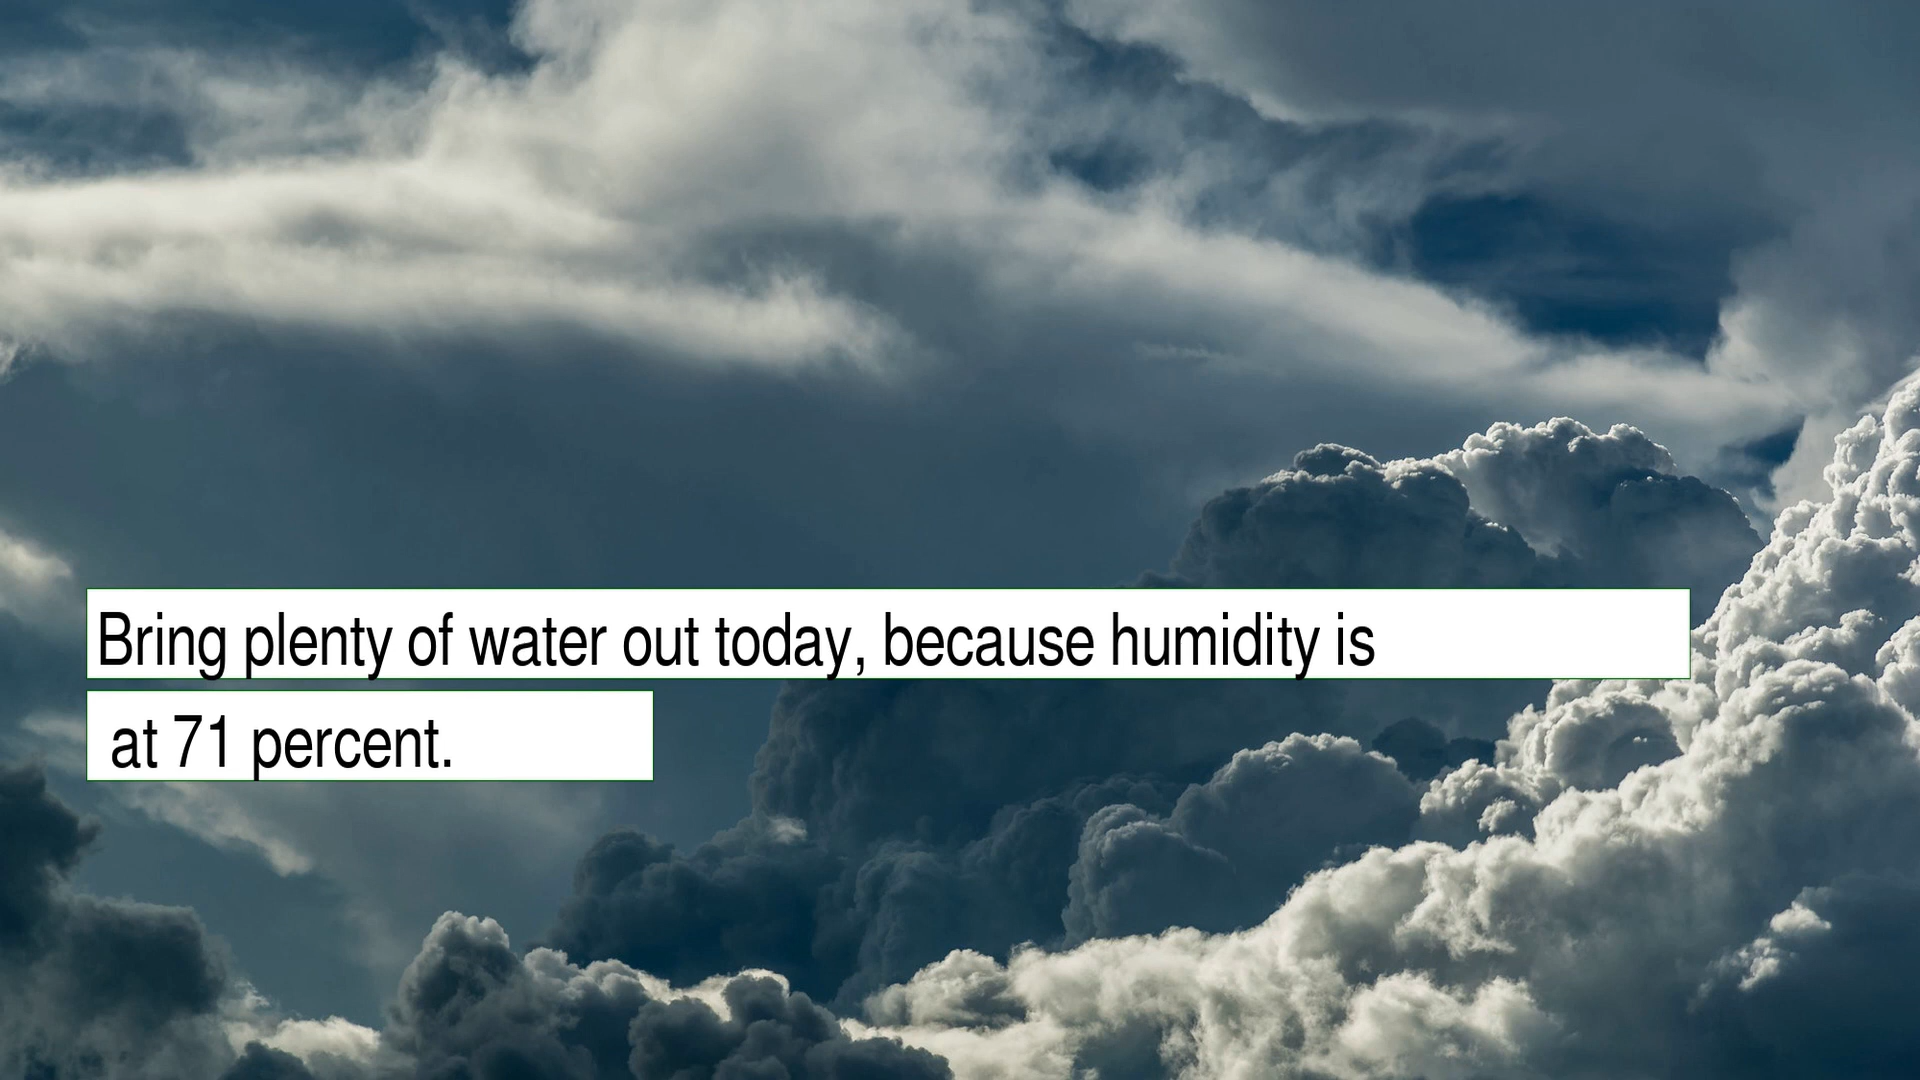 Bring plenty of water out today, because humidity is
at 71 percent.